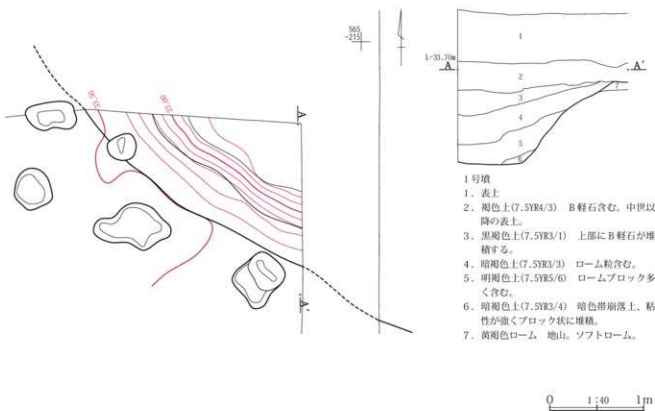 565
-215
33.50
33.00
A
A'
L=33.70m
A
A'
1
2
3
4
5
6
7
1号墳
1．表土
2．褐色土(7.5YR4/3)　B軽石含む。中世以
降の表土。
3．黒褐色土(7.5YR3/1)　上部にB軽石が堆
積する。
4．暗褐色土(7.5YR3/3)　ローム粒含む。
5．明褐色土(7.5YR5/6)　ロームブロック多
く含む。
6．暗褐色土(7.5YR3/4)　暗色帯崩落土、粘
性が強くブロック状に堆積。
7．黄褐色ローム　地山。ソフトローム。
0　1:40　1m